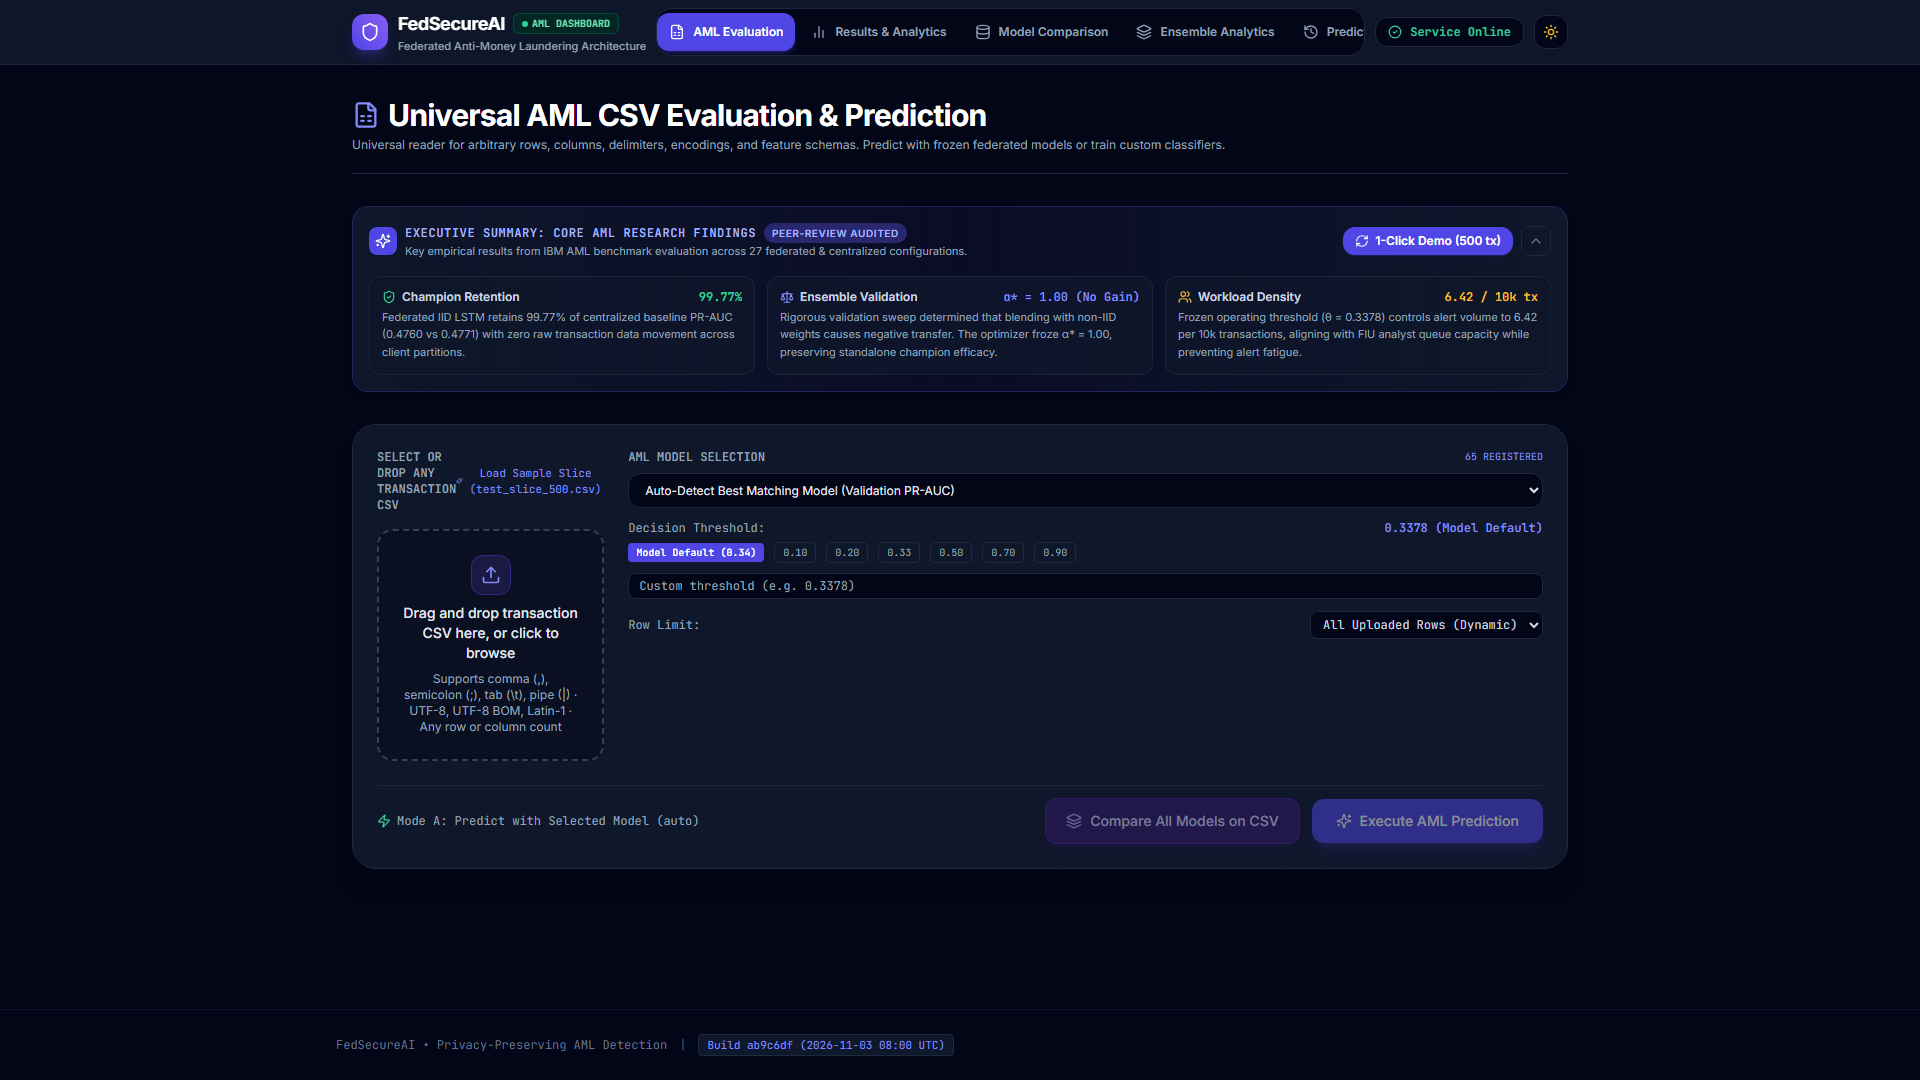 FedSecureAI
AML DASHBOARD
Federated Anti-Money Laundering Architecture
AML Evaluation
Results & Analytics
Model Comparison
Ensemble Analytics
Predic
Service Online
Universal AML CSV Evaluation & Prediction
Universal reader for arbitrary rows, columns, delimiters, encodings, and feature schemas. Predict with frozen federated models or train custom classifiers.
EXECUTIVE SUMMARY: CORE AML RESEARCH FINDINGS
PEER-REVIEW AUDITED
Key empirical results from IBM AML benchmark evaluation across 27 federated & centralized configurations.
1-Click Demo (500 tx)
Champion Retention
99.77%
Federated IID LSTM retains 99.77% of centralized baseline PR-AUC
(0.4760 vs 0.4771) with zero raw transaction data movement across
client partitions.
Ensemble Validation
α* = 1.00 (No Gain)
Rigorous validation sweep determined that blending with non-IID
weights causes negative transfer. The optimizer froze α* = 1.00,
preserving standalone champion efficacy.
Workload Density
6.42 / 10k tx
Frozen operating threshold (θ = 0.3378) controls alert volume to 6.42
per 10k transactions, aligning with FIU analyst queue capacity while
preventing alert fatigue.
SELECT OR
DROP ANY
TRANSACTION
CSV
Load Sample Slice
(test_slice_500.csv)
Drag and drop transaction
CSV here, or click to
browse
Supports comma (,),
semicolon (;), tab (\t), pipe (|) ·
UTF-8, UTF-8 BOM, Latin-1 ·
Any row or column count
AML MODEL SELECTION
65 REGISTERED
Auto-Detect Best Matching Model (Validation PR-AUC)
Decision Threshold:
0.3378 (Model Default)
Model Default (0.34)
0.10
0.20
0.33
0.50
0.70
0.90
Custom threshold (e.g. 0.3378)
Row Limit:
All Uploaded Rows (Dynamic)
Mode A: Predict with Selected Model (auto)
Compare All Models on CSV
Execute AML Prediction
FedSecureAI • Privacy-Preserving AML Detection
|
Build ab9c6df (2026-11-03 08:00 UTC)